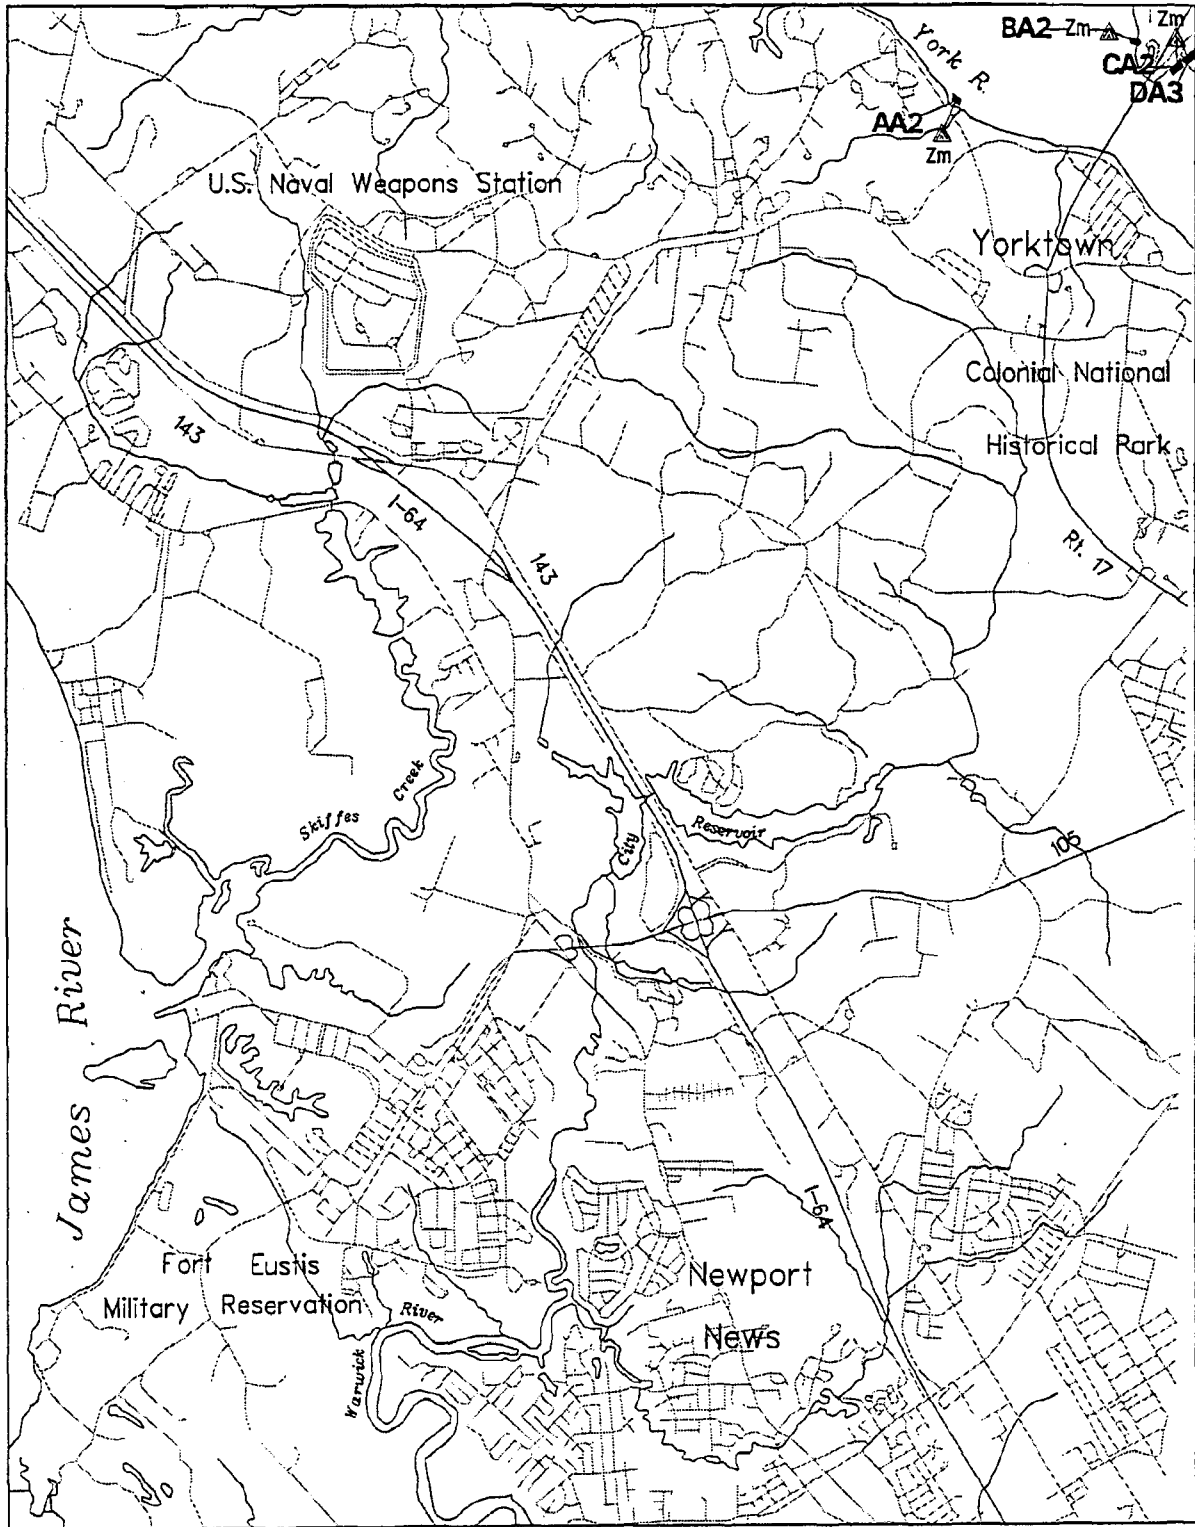 BA2 Zm
Zm
CA2
DA3
York R.
AA2
Zm
U.S. Naval Weapons Station
Yorktown
Colonial National
Historical Park
143
I-64
143
Rt. 17
Skiffes Creek
City Reservoir
105
James River
I-64
Fort Eustis
Military Reservation
Newport
News
Warwick River